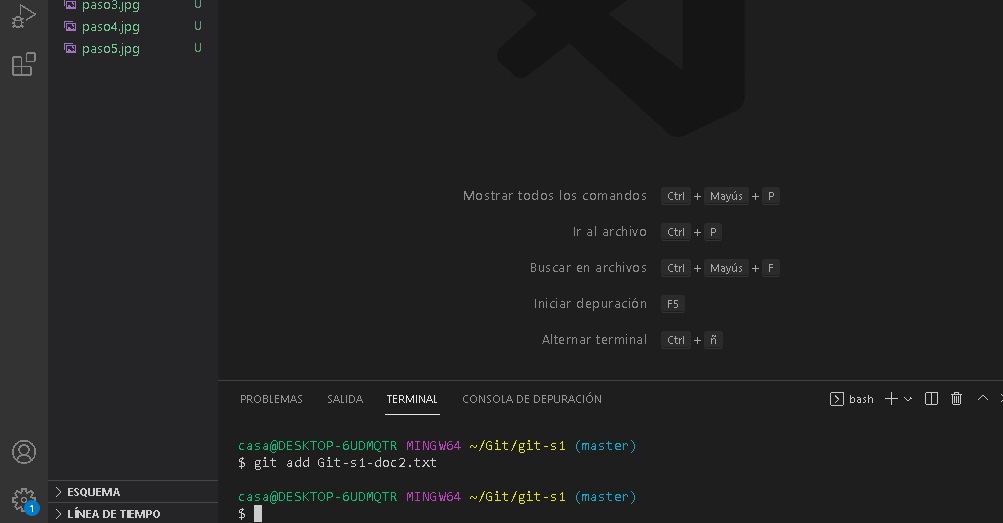 paso3.jpg U
paso4.jpg U
paso5.jpg U
Mostrar todos los comandos Ctrl + Mayús + P
Ir al archivo Ctrl + P
Buscar en archivos Ctrl + Mayús + F
Iniciar depuración F5
Alternar terminal Ctrl + ñ
PROBLEMAS SALIDA TERMINAL CONSOLA DE DEPURACIÓN bash
casa@DESKTOP-6UDMQTR MINGW64 ~/Git/git-s1 (master)
$ git add Git-s1-doc2.txt
casa@DESKTOP-6UDMQTR MINGW64 ~/Git/git-s1 (master)
$
1
ESQUEMA
LÍNEA DE TIEMPO